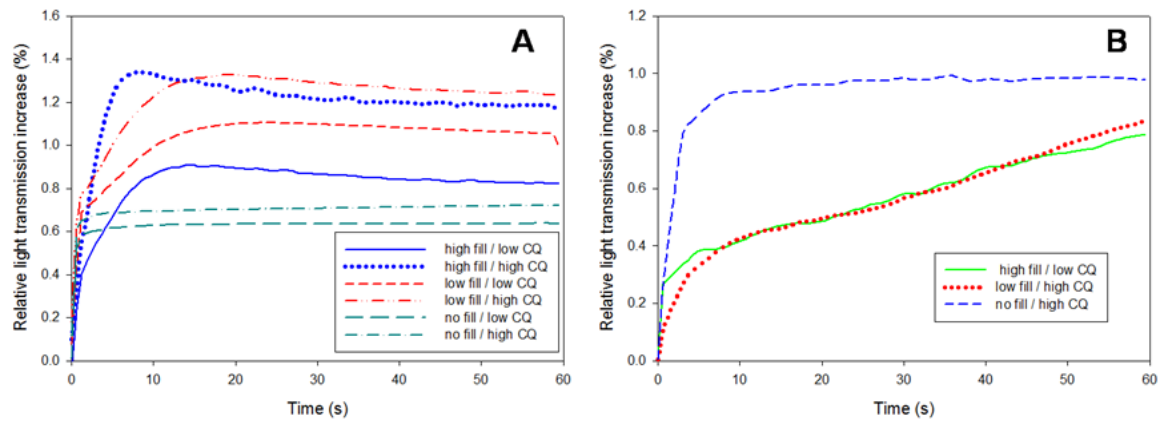 A
Relative light transmission increase (%)
1.6
1.4
1.2
1.0
0.8
0.6
0.4
0.2
0.0
0 10 20 30 40 50 60
Time (s)
high fill / low CQ
high fill / high CQ
low fill / low CQ
low fill / high CQ
no fill / low CQ
no fill / high CQ
B
Relative light transmission increase (%)
1.2
1.0
0.8
0.6
0.4
0.2
0.0
0 10 20 30 40 50 60
Time (s)
high fill / low CQ
low fill / high CQ
no fill / high CQ